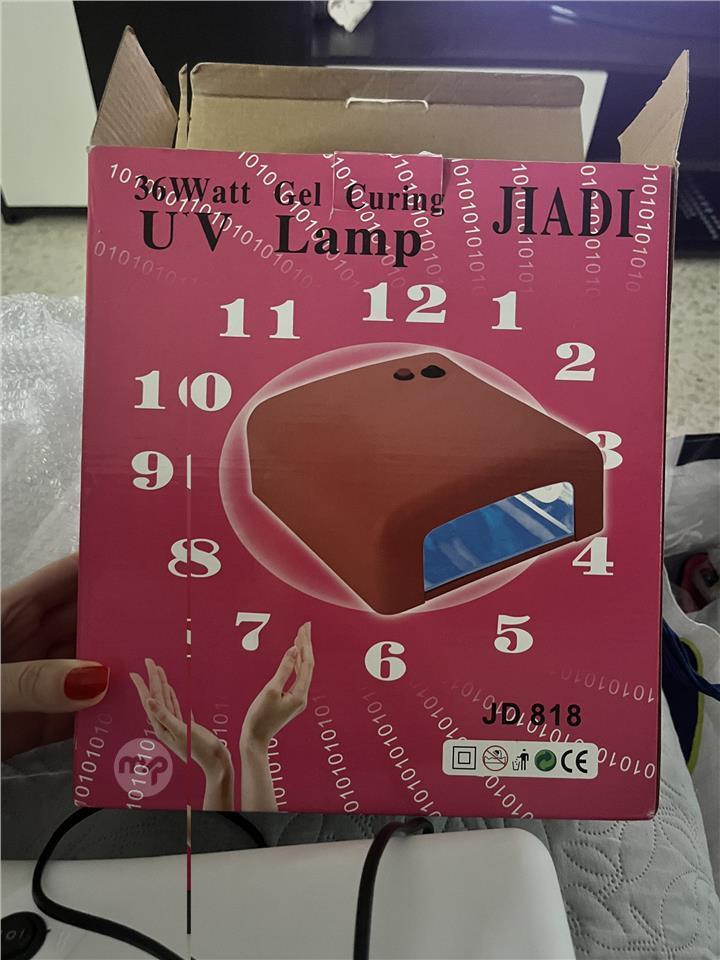 36WWatt Gel Curing
UV Lamp
JIADI
11 12 1
10 2
9 3
8 4
7 6 5
JD.818
CE